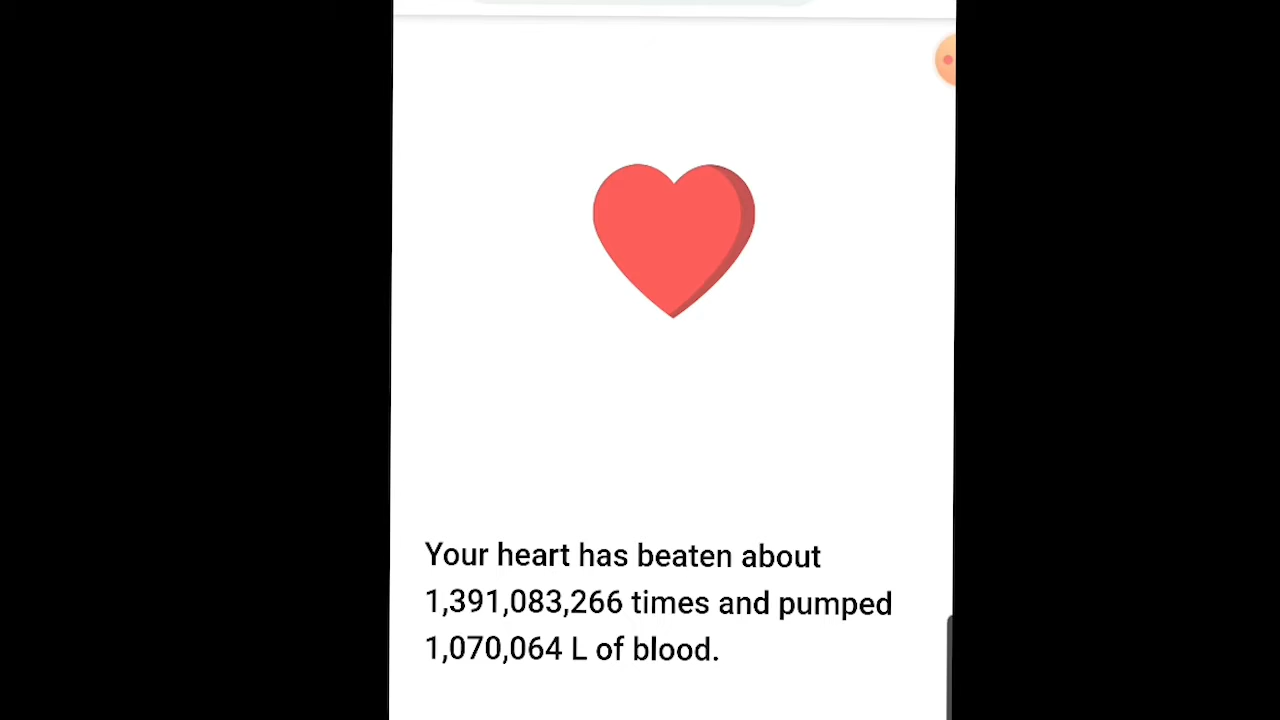 Your heart has beaten about
1,391,083,266 times and pumped
1,070,064 L of blood.